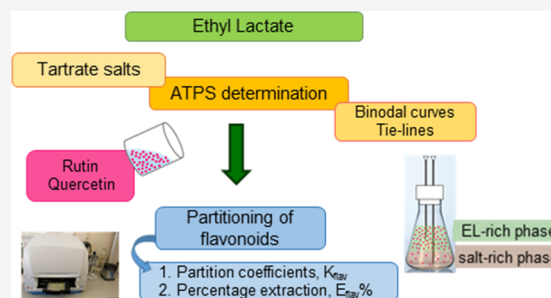 Ethyl Lactate
Tartrate salts
ATPS determination
Binodal curves
Tie-lines
Rutin
Quercetin
Partitioning of
flavonoids
EL-rich phase
salt-rich phase
1. Partition coefficients, Kflav
2. Percentage extraction, Eflav%